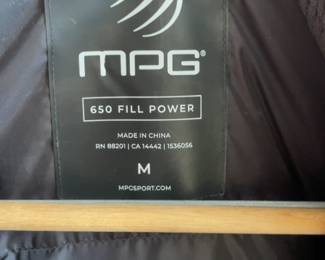 MPG®
650 FILL POWER
MADE IN CHINA
RN 88201 | CA 14442 | 1536056
M
MPGSPORT.COM